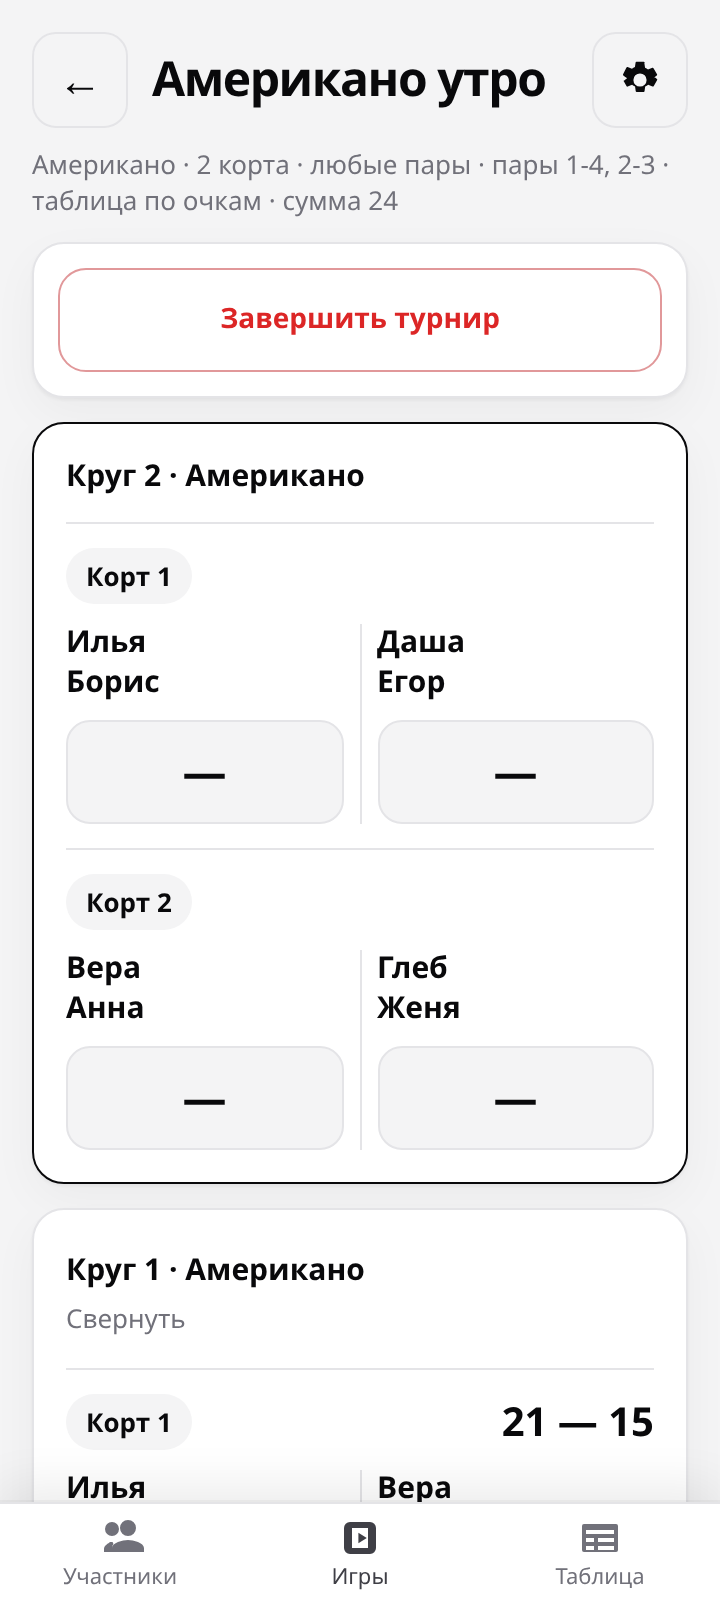 ←
Американо утро
Американо · 2 корта · любые пары · пары 1-4, 2-3 ·
таблица по очкам · сумма 24
Завершить турнир
Круг 2 · Американо
Корт 1
Илья
Борис
Даша
Егор
—
—
Корт 2
Вера
Анна
Глеб
Женя
—
—
Круг 1 · Американо
Свернуть
Корт 1
21 — 15
Илья
Вера
Участники
Игры
Таблица